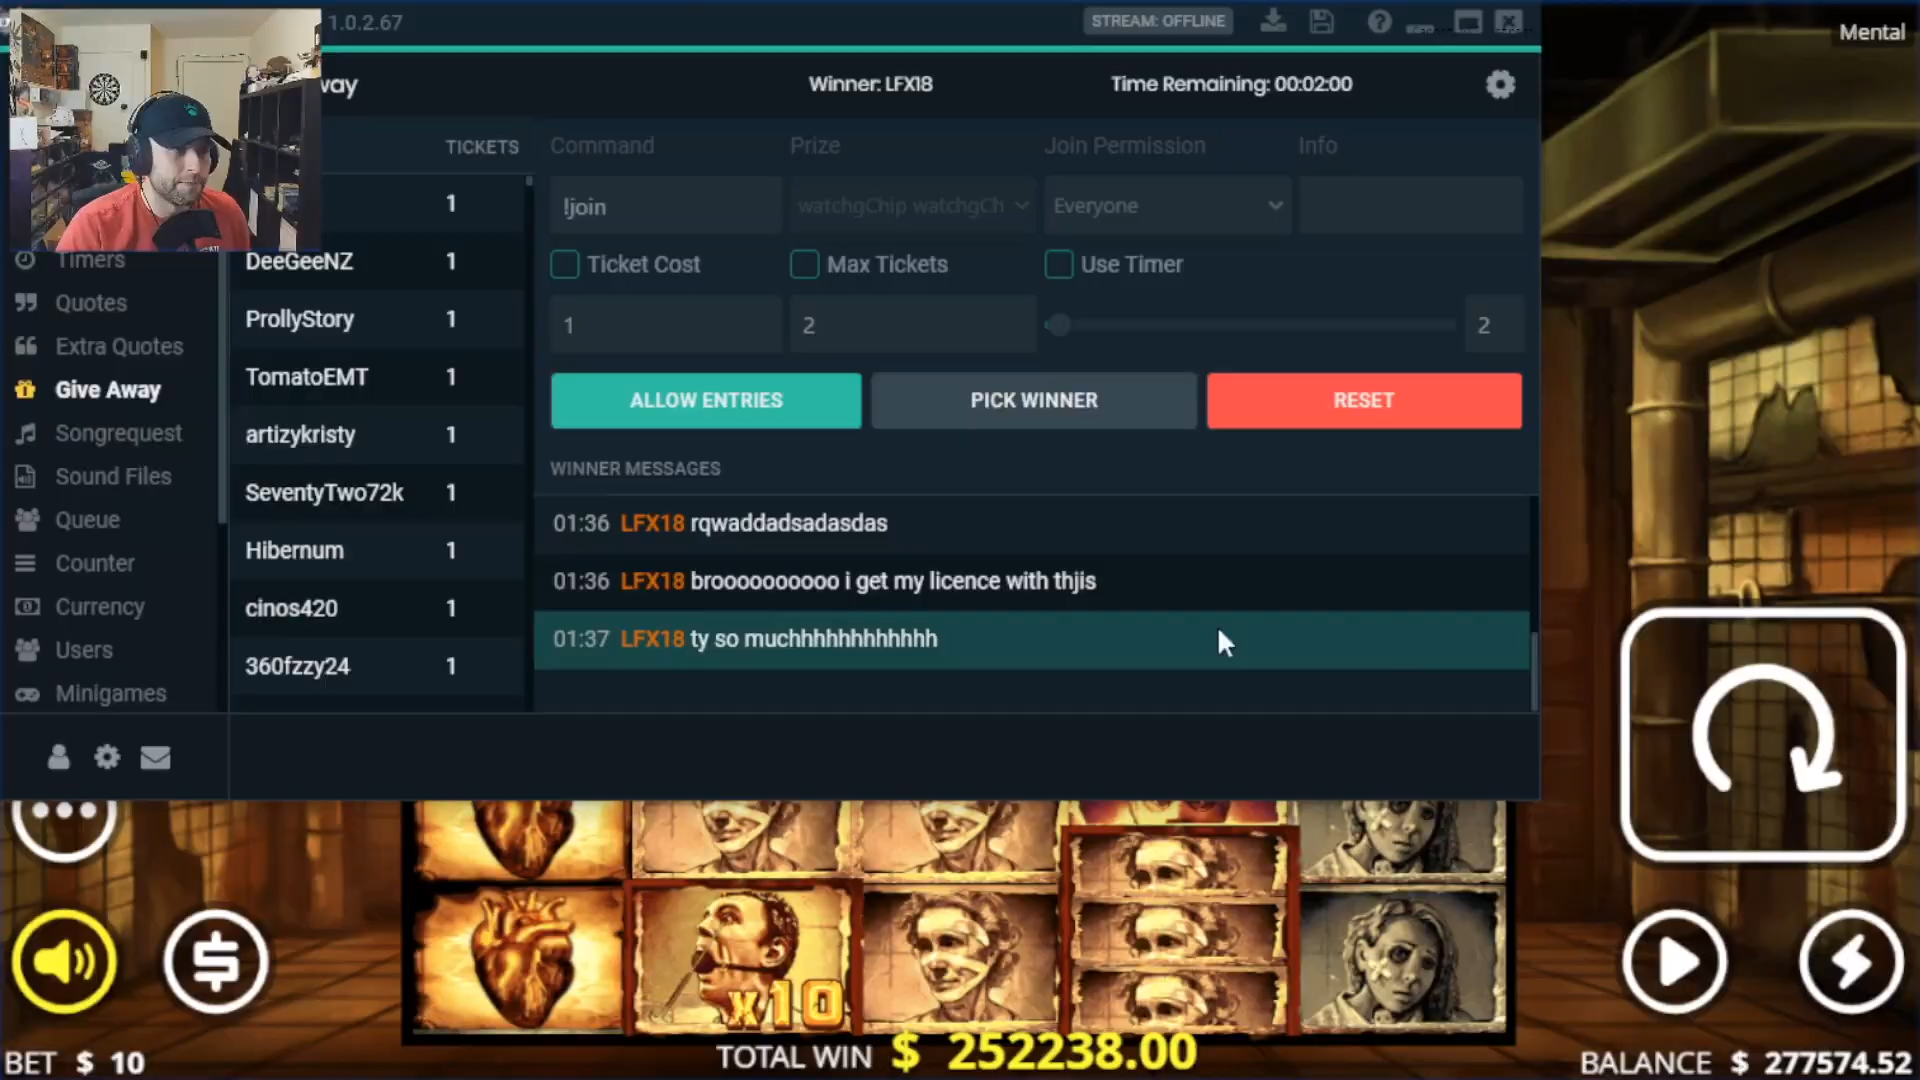 1.0.2.67
STREAM: OFFLINE
Mental
way
Winner: LFX18
Time Remaining: 00:02:00
TICKETS
1
DeeGeeNZ 1
ProllyStory 1
TomatoEMT 1
artizykristy 1
SeventyTwo72k 1
Hibernum 1
cinos420 1
360fzzy24 1
Command
Prize
Join Permission
Info
!join
watchgChip watchgCh
Everyone
Ticket Cost
Max Tickets
Use Timer
1
2
2
ALLOW ENTRIES
PICK WINNER
RESET
WINNER MESSAGES
01:36 LFX18 rqwaddadsadasdas
01:36 LFX18 broooooooooo i get my licence with thjis
01:37 LFX18 ty so muchhhhhhhhhhhh
Timers
Quotes
Extra Quotes
Give Away
Songrequest
Sound Files
Queue
Counter
Currency
Users
Minigames
x10
BET $ 10
TOTAL WIN $ 252238.00
BALANCE $ 277574.52